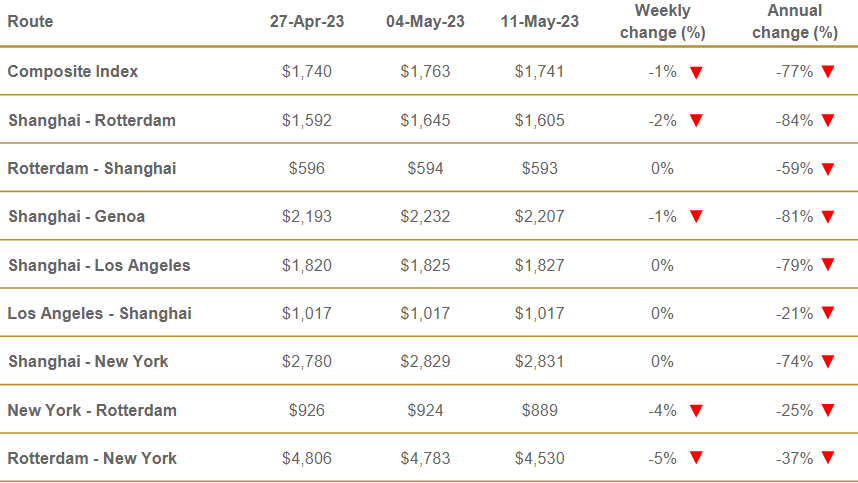 Route 27-Apr-23 04-May-23 11-May-23 Weekly change (%) Annual change (%)
Composite Index $1,740 $1,763 $1,741 -1% ▼ -77% ▼
Shanghai - Rotterdam $1,592 $1,645 $1,605 -2% ▼ -84% ▼
Rotterdam - Shanghai $596 $594 $593 0% -59% ▼
Shanghai - Genoa $2,193 $2,232 $2,207 -1% ▼ -81% ▼
Shanghai - Los Angeles $1,820 $1,825 $1,827 0% -79% ▼
Los Angeles - Shanghai $1,017 $1,017 $1,017 0% -21% ▼
Shanghai - New York $2,780 $2,829 $2,831 0% -74% ▼
New York - Rotterdam $926 $924 $889 -4% ▼ -25% ▼
Rotterdam - New York $4,806 $4,783 $4,530 -5% ▼ -37% ▼